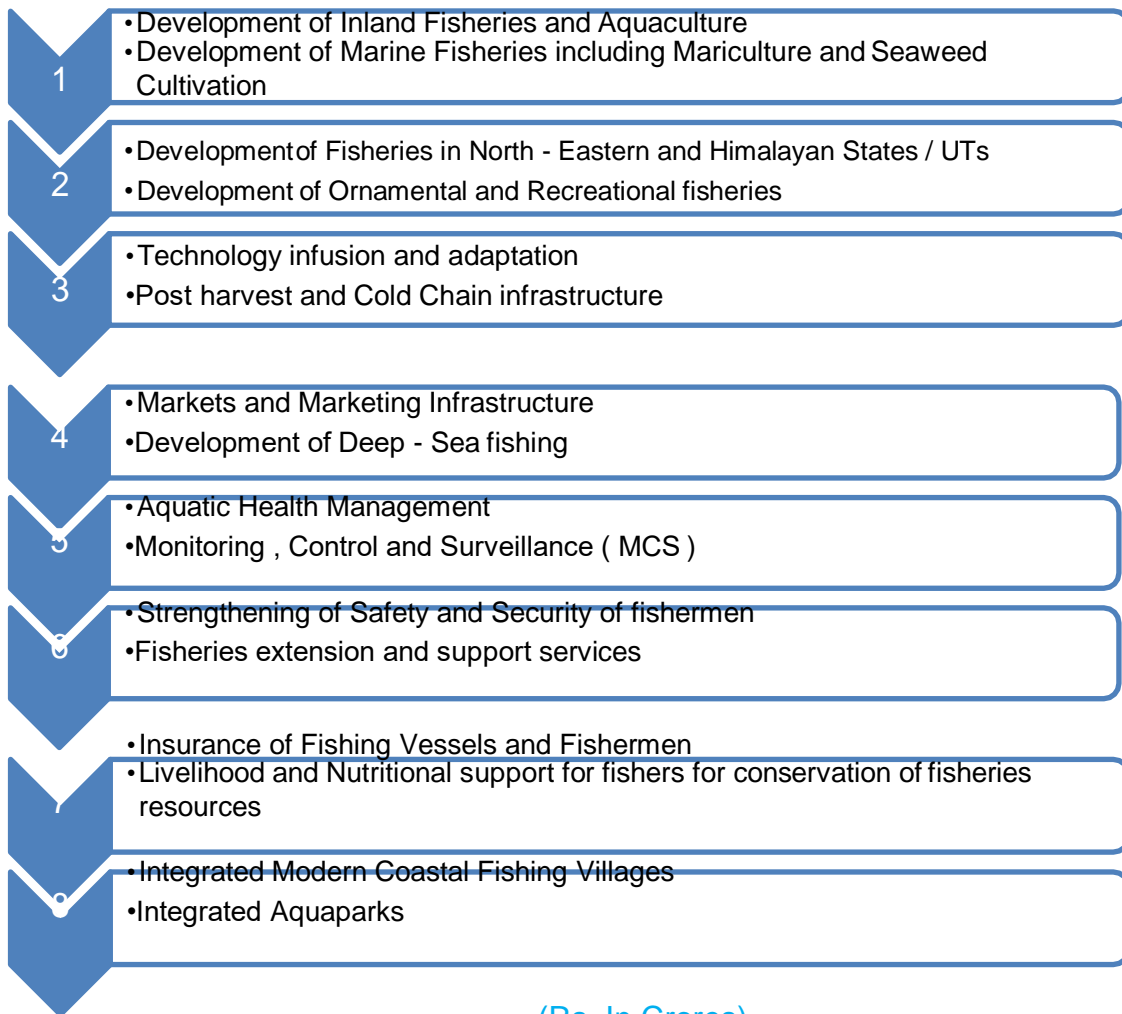 1
•Development of Inland Fisheries and Aquaculture
•Development of Marine Fisheries including Mariculture and Seaweed
Cultivation
2
•Developmentof Fisheries in North - Eastern and Himalayan States / UTs
•Development of Ornamental and Recreational fisheries
3
•Technology infusion and adaptation
•Post harvest and Cold Chain infrastructure
4
•Markets and Marketing Infrastructure
•Development of Deep - Sea fishing
5
•Aquatic Health Management
•Monitoring , Control and Surveillance ( MCS )
6
•Strengthening of Safety and Security of fishermen
•Fisheries extension and support services
7
•Insurance of Fishing Vessels and Fishermen
•Livelihood and Nutritional support for fishers for conservation of fisheries
resources
8
•Integrated Modern Coastal Fishing Villages
•Integrated Aquaparks